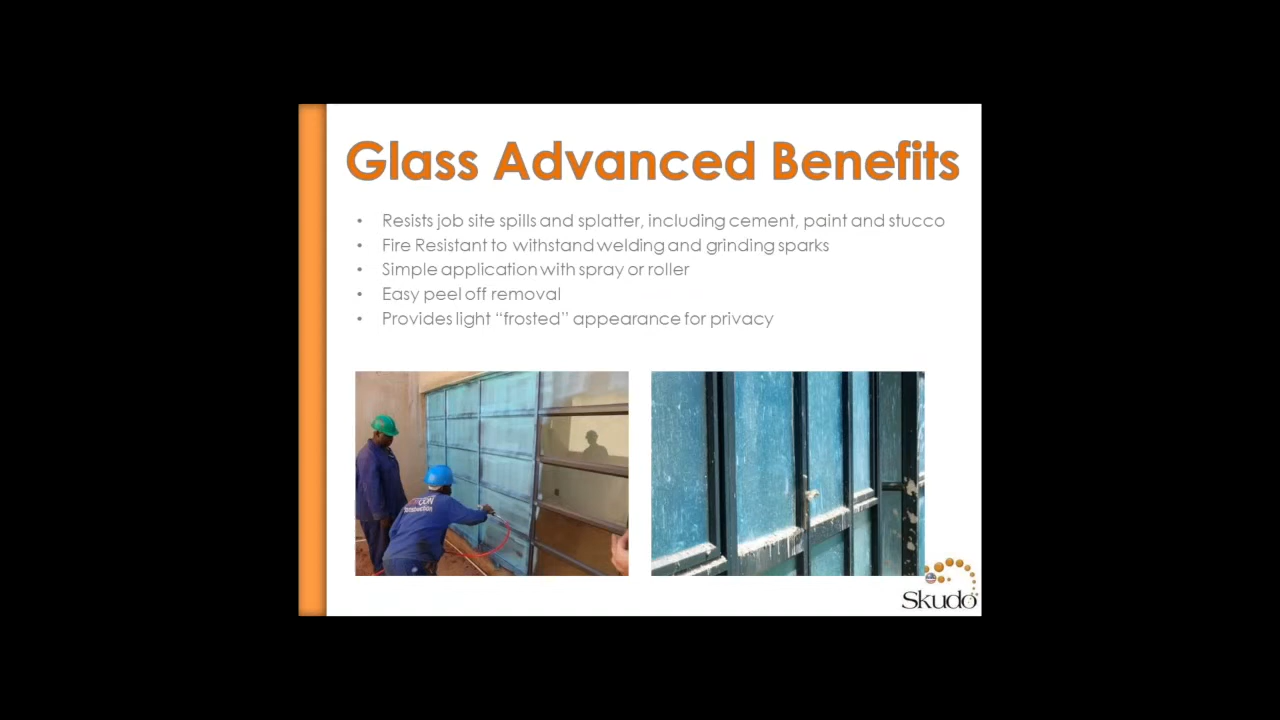 Glass Advanced Benefits
• Resists job site spills and splatter, including cement, paint and stucco
• Fire Resistant to withstand welding and grinding sparks
• Simple application with spray or roller
• Easy peel off removal
• Provides light “frosted” appearance for privacy
Skudo